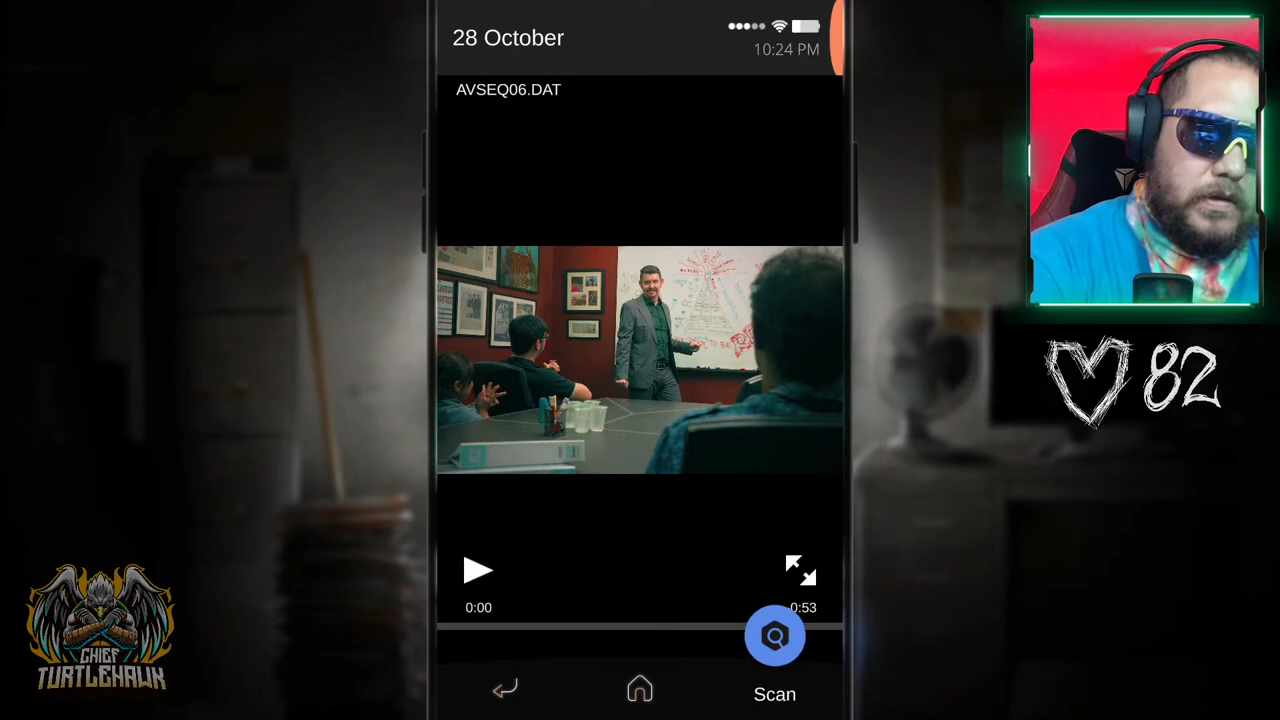 28 October
10:24 PM
AVSEQ06.DAT
0:00
0:53
Scan
82
CHIEF
TURTLEHAWK